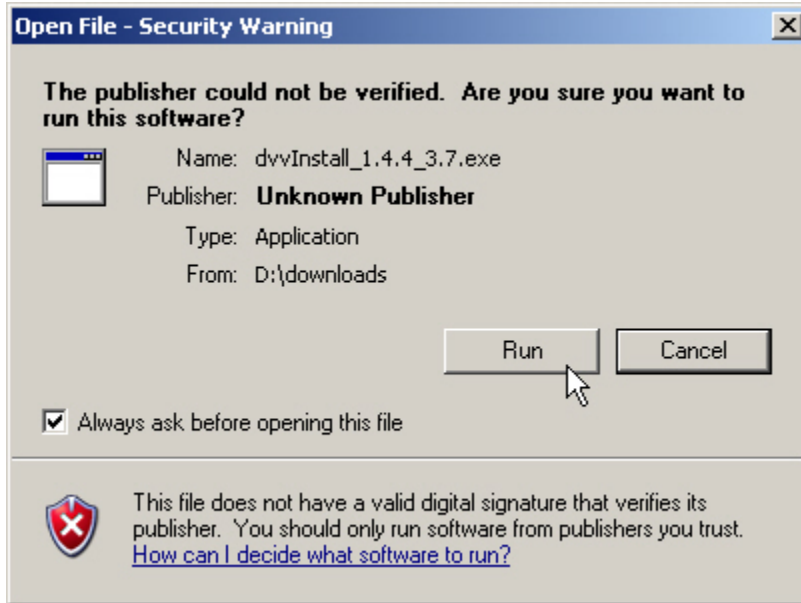 Open File - Security Warning
The publisher could not be verified.  Are you sure you want to
run this software?
Name: dvvInstall_1.4.4_3.7.exe
Publisher: Unknown Publisher
Type: Application
From: D:\downloads
Run Cancel
Always ask before opening this file
This file does not have a valid digital signature that verifies its
publisher.  You should only run software from publishers you trust.
How can I decide what software to run?